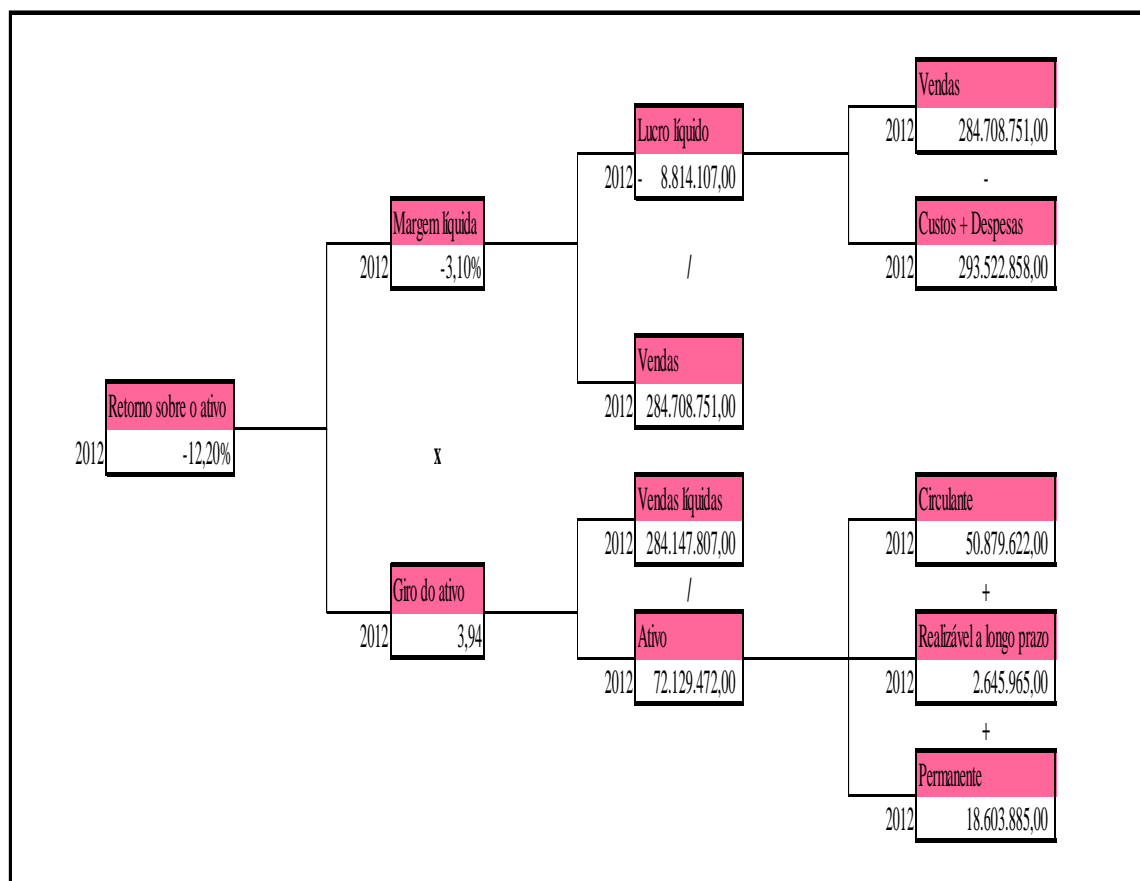 Vendas
2012 284.708.751,00
-
Custos + Despesas
2012 293.522.858,00
Lucro líquido
2012 - 8.814.107,00
/
Vendas
2012 284.708.751,00
Margem líquida
2012 -3,10%
Retorno sobre o ativo
2012 -12,20%
x
Giro do ativo
2012 3,94
Vendas líquidas
2012 284.147.807,00
/
Ativo
2012 72.129.472,00
Circulante
2012 50.879.622,00
+
Realizável a longo prazo
2012 2.645.965,00
+
Permanente
2012 18.603.885,00